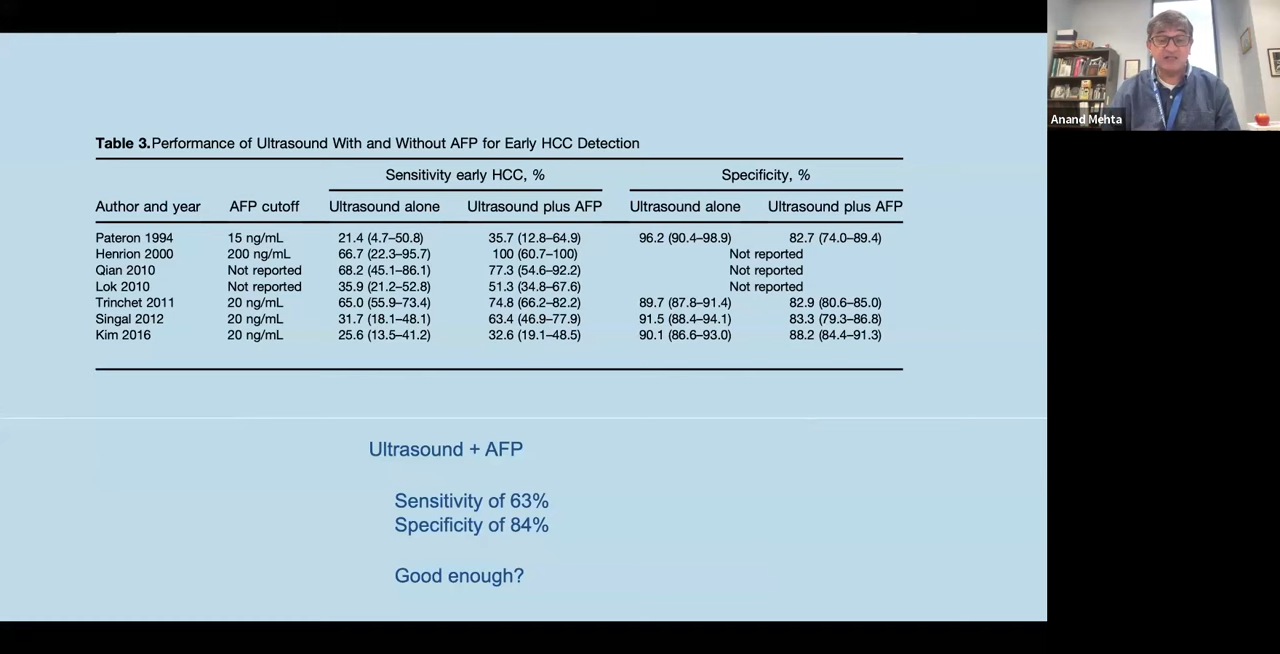 Table 3.Performance of Ultrasound With and Without AFP for Early HCC Detection
Sensitivity early HCC, % Specificity, %
Author and year AFP cutoff Ultrasound alone Ultrasound plus AFP Ultrasound alone Ultrasound plus AFP
Pateron 1994 15 ng/mL 21.4 (4.7–50.8) 35.7 (12.8–64.9) 96.2 (90.4–98.9) 82.7 (74.0–89.4)
Henrion 2000 200 ng/mL 66.7 (22.3–95.7) 100 (60.7–100) Not reported
Qian 2010 Not reported 68.2 (45.1–86.1) 77.3 (54.6–92.2) Not reported
Lok 2010 Not reported 35.9 (21.2–52.8) 51.3 (34.8–67.6) Not reported
Trinchet 2011 20 ng/mL 65.0 (55.9–73.4) 74.8 (66.2–82.2) 89.7 (87.8–91.4) 82.9 (80.6–85.0)
Singal 2012 20 ng/mL 31.7 (18.1–48.1) 63.4 (46.9–77.9) 91.5 (88.4–94.1) 83.3 (79.3–86.8)
Kim 2016 20 ng/mL 25.6 (13.5–41.2) 32.6 (19.1–48.5) 90.1 (86.6–93.0) 88.2 (84.4–91.3)
Ultrasound + AFP
Sensitivity of 63%
Specificity of 84%
Good enough?
Anand Mehta